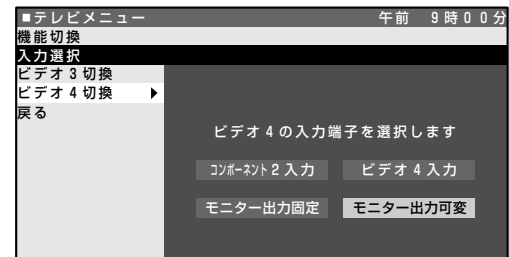 ■テレビメニュー 午前 9時00分
機能切換
入力選択
ビデオ3切換
ビデオ4切換
戻る
ビデオ4の入力端子を選択します
コンポーネント2入力 ビデオ4入力
モニター出力固定 モニター出力可変